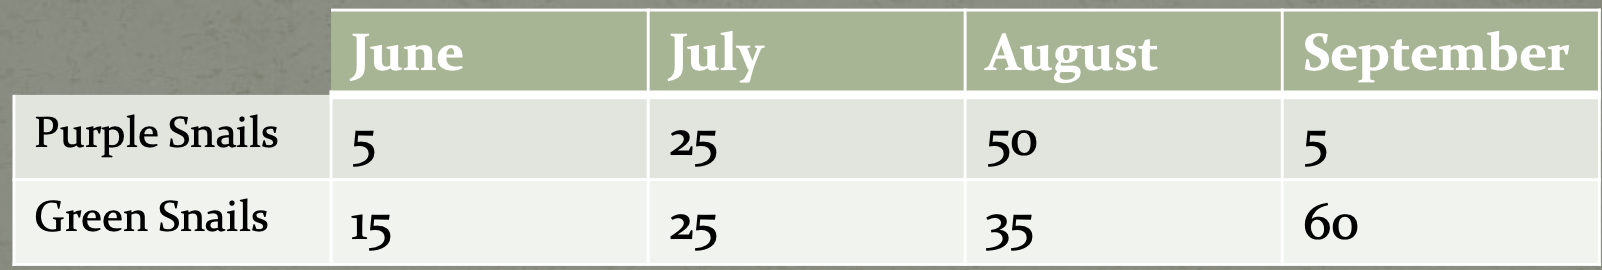 June July August September
Purple Snails 5 25 50 5
Green Snails 15 25 35 60